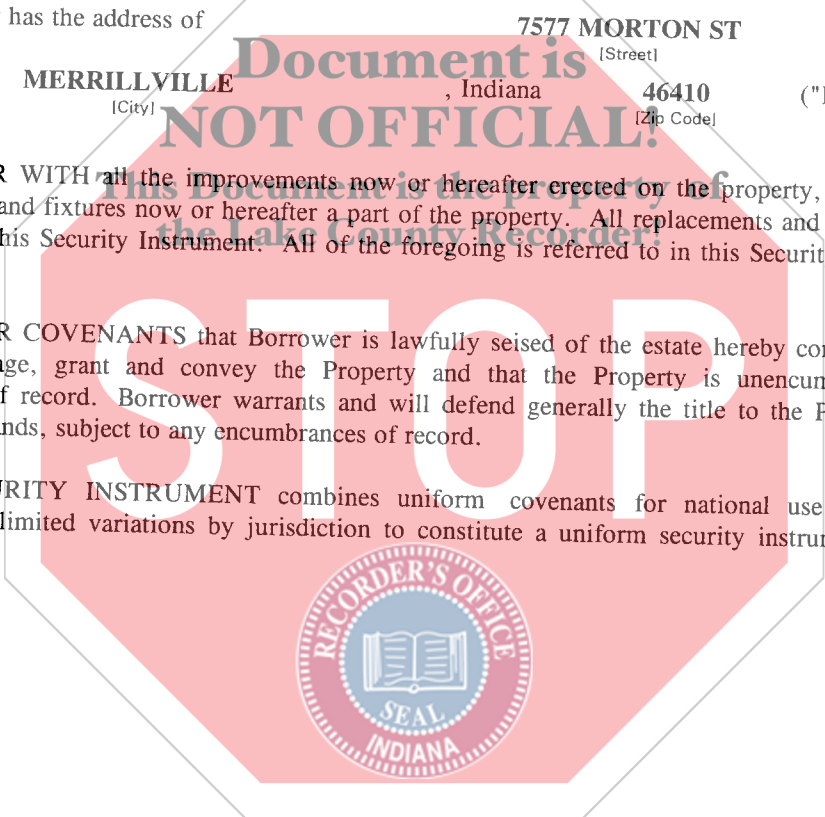 has the address of 7577 MORTON ST
[Street]
MERRILLVILLE , Indiana 46410 ("
[City] [Zip Code]
Document is
NOT OFFICIAL!
This Document is the property of
the Lake County Recorder!
R WITH all the improvements now or hereafter erected on the property,
and fixtures now or hereafter a part of the property. All replacements and
his Security Instrument. All of the foregoing is referred to in this Securit
STOP
R COVENANTS that Borrower is lawfully seised of the estate hereby co
age, grant and convey the Property and that the Property is unencum
f record. Borrower warrants and will defend generally the title to the P
nds, subject to any encumbrances of record.
URITY INSTRUMENT combines uniform covenants for national use
limited variations by jurisdiction to constitute a uniform security instru
RECORDER'S OFFICE
SEAL
INDIANA